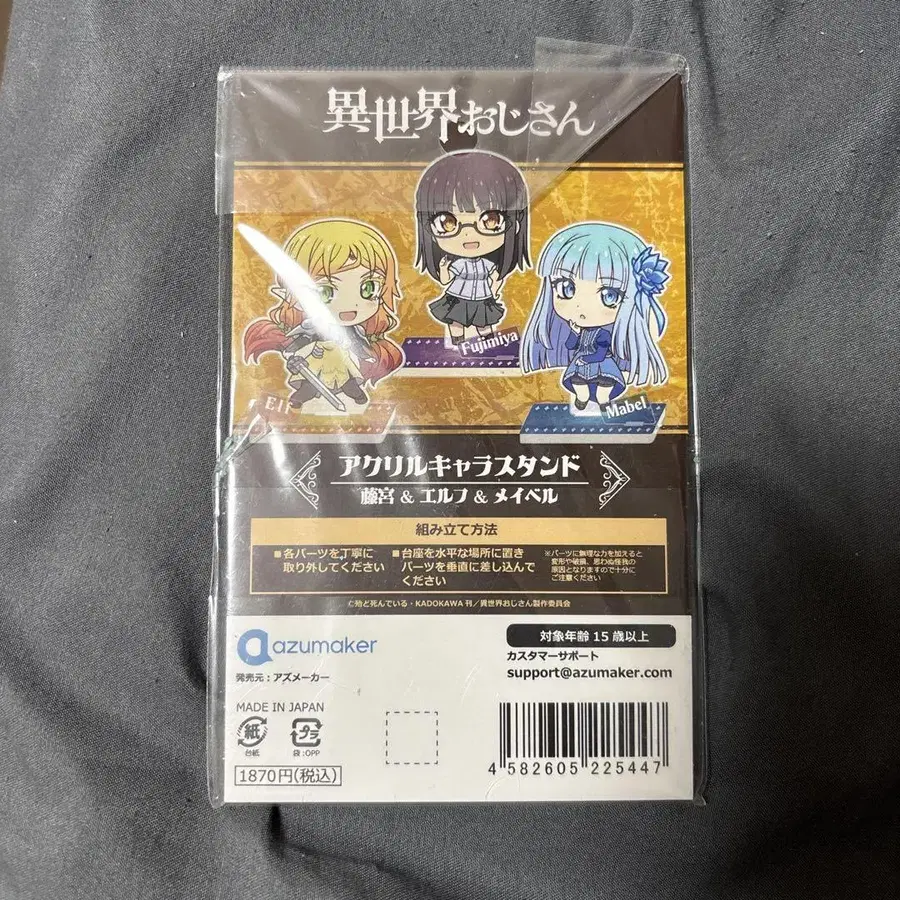 異世界おじさん
Fujimiya
Elf
Mabel
アクリルキャラスタンド
藤宮 & エルフ & メイベル
組み立て方法
■各パーツを丁寧に
取り外してください
■台座を水平な場所に置き
パーツを垂直に差し込んで
ください
※パーツに無理な力を加えると
変形や破損、思わぬ怪我の
原因となりますので十分に
ご注意ください
©殆ど死んでいる・KADOKAWA 刊／異世界おじさん製作委員会
azumaker
発売元：アズメーカー
対象年齢 15 歳以上
カスタマーサポート
support@azumaker.com
MADE IN JAPAN
紙
台紙
プラ
袋:OPP
1870円(税込)
4 582605 225447